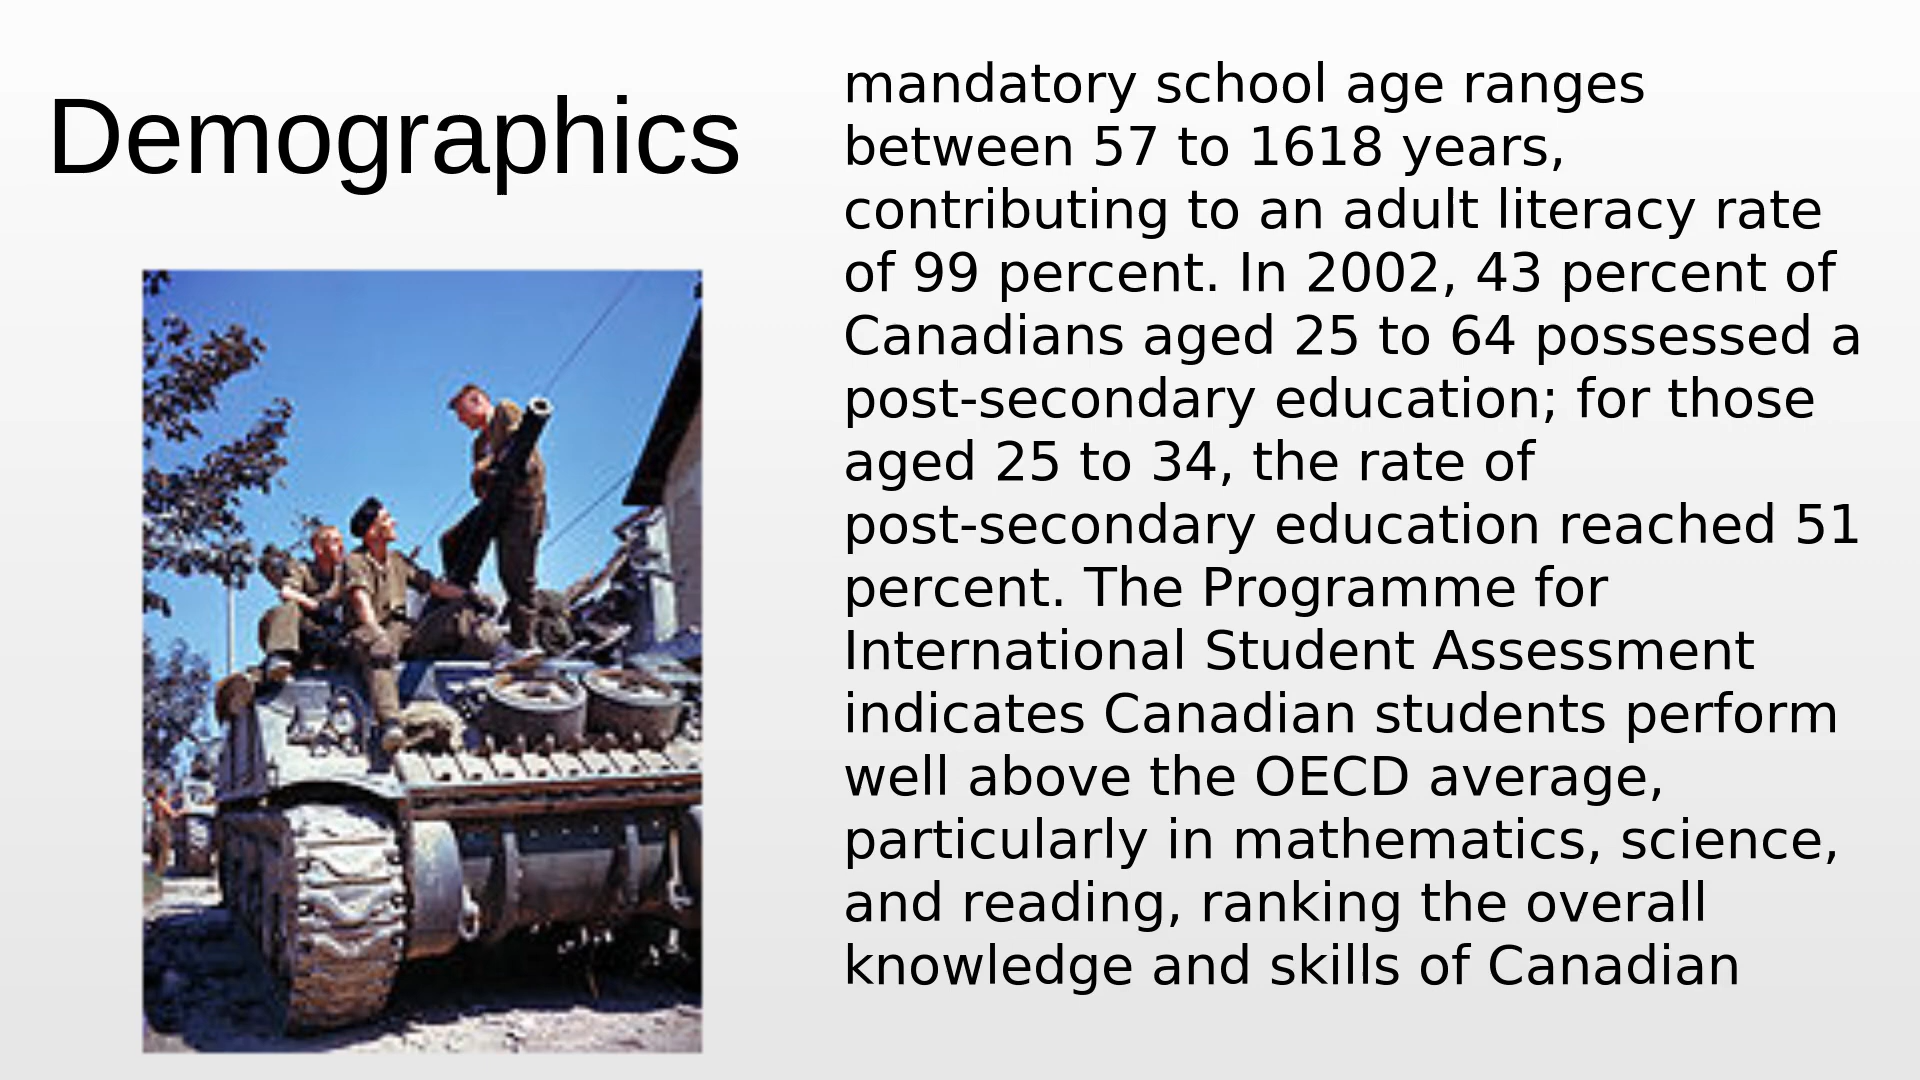 Demographics
mandatory school age ranges
between 57 to 1618 years,
contributing to an adult literacy rate
of 99 percent. In 2002, 43 percent of
Canadians aged 25 to 64 possessed a
post-secondary education; for those
aged 25 to 34, the rate of
post-secondary education reached 51
percent. The Programme for
International Student Assessment
indicates Canadian students perform
well above the OECD average,
particularly in mathematics, science,
and reading, ranking the overall
knowledge and skills of Canadian